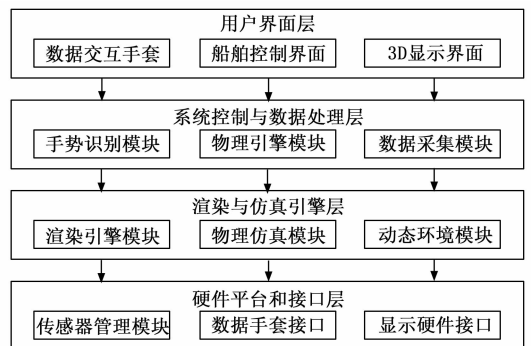 用户界面层
数据交互手套 船舶控制界面 3D显示界面
系统控制与数据处理层
手势识别模块 物理引擎模块 数据采集模块
渲染与仿真引擎层
渲染引擎模块 物理仿真模块 动态环境模块
硬件平台和接口层
传感器管理模块 数据手套接口 显示硬件接口